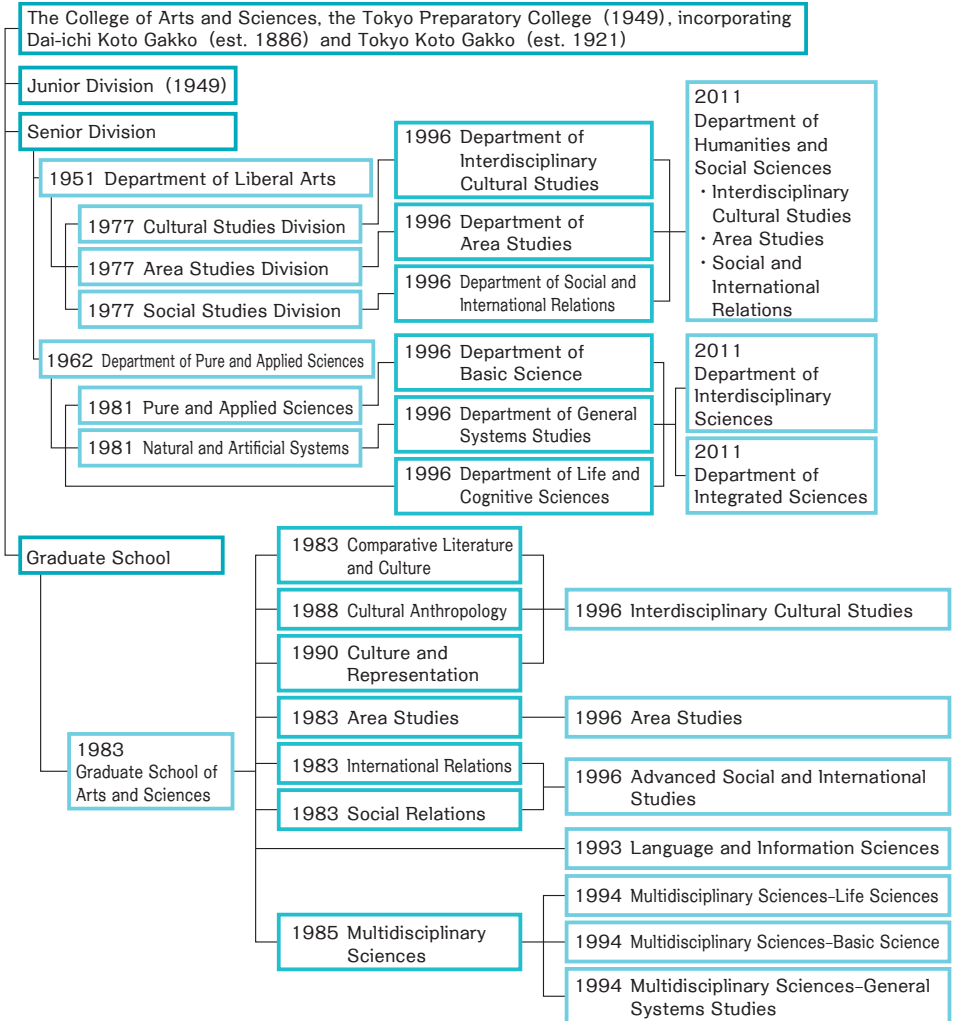 The College of Arts and Sciences, the Tokyo Preparatory College (1949), incorporating
Dai-ichi Koto Gakko (est. 1886) and Tokyo Koto Gakko (est. 1921)
Junior Division (1949)
Senior Division
1951 Department of Liberal Arts
1977 Cultural Studies Division
1977 Area Studies Division
1977 Social Studies Division
1996 Department of
Interdisciplinary
Cultural Studies
1996 Department of
Area Studies
1996 Department of Social and
International Relations
2011
Department of
Humanities and
Social Sciences
・Interdisciplinary
Cultural Studies
・Area Studies
・Social and
International
Relations
1962 Department of Pure and Applied Sciences
1981 Pure and Applied Sciences
1981 Natural and Artificial Systems
1996 Department of
Basic Science
1996 Department of General
Systems Studies
1996 Department of Life and
Cognitive Sciences
2011
Department of
Interdisciplinary
Sciences
2011
Department of
Integrated Sciences
Graduate School
1983
Graduate School of
Arts and Sciences
1983 Comparative Literature
and Culture
1988 Cultural Anthropology
1990 Culture and
Representation
1996 Interdisciplinary Cultural Studies
1983 Area Studies
1996 Area Studies
1983 International Relations
1983 Social Relations
1996 Advanced Social and International
Studies
1993 Language and Information Sciences
1985 Multidisciplinary
Sciences
1994 Multidisciplinary Sciences–Life Sciences
1994 Multidisciplinary Sciences–Basic Science
1994 Multidisciplinary Sciences–General
Systems Studies